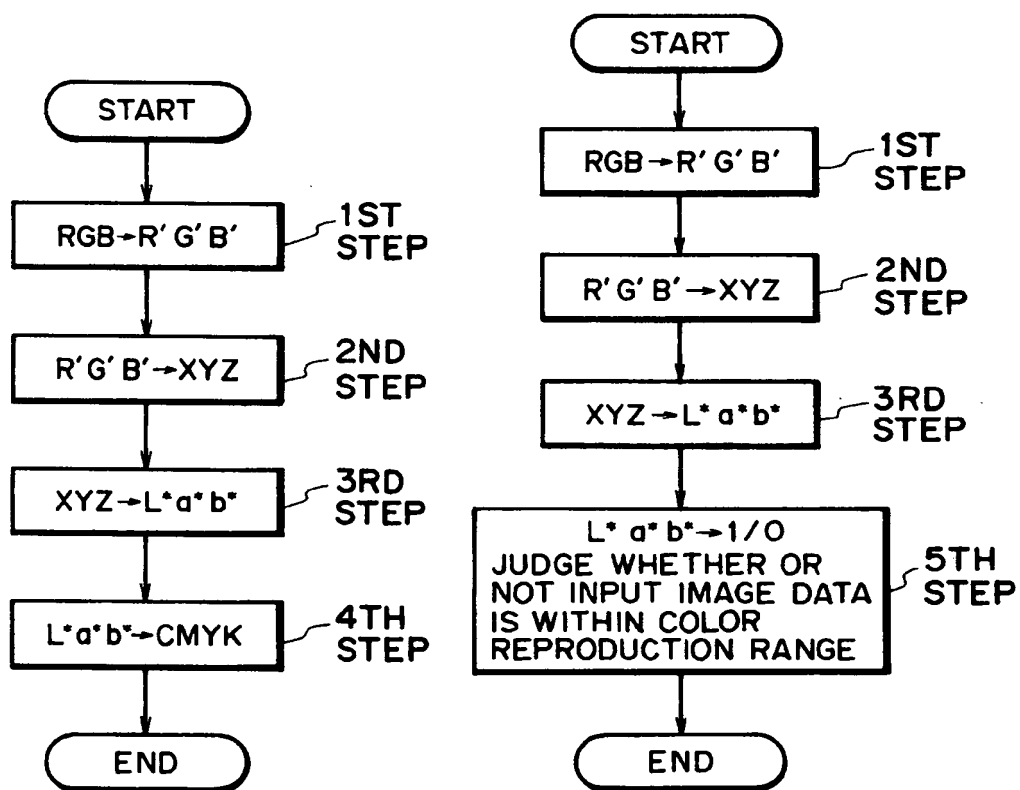 START
RGB→R' G' B'
1ST
STEP
R' G' B'→XYZ
2ND
STEP
XYZ→L* a* b*
3RD
STEP
L* a* b*→CMYK
4TH
STEP
END
START
RGB→R' G' B'
1ST
STEP
R' G' B'→XYZ
2ND
STEP
XYZ→L* a* b*
3RD
STEP
L* a* b*→1/0
JUDGE WHETHER OR
NOT INPUT IMAGE DATA
IS WITHIN COLOR
REPRODUCTION RANGE
5TH
STEP
END